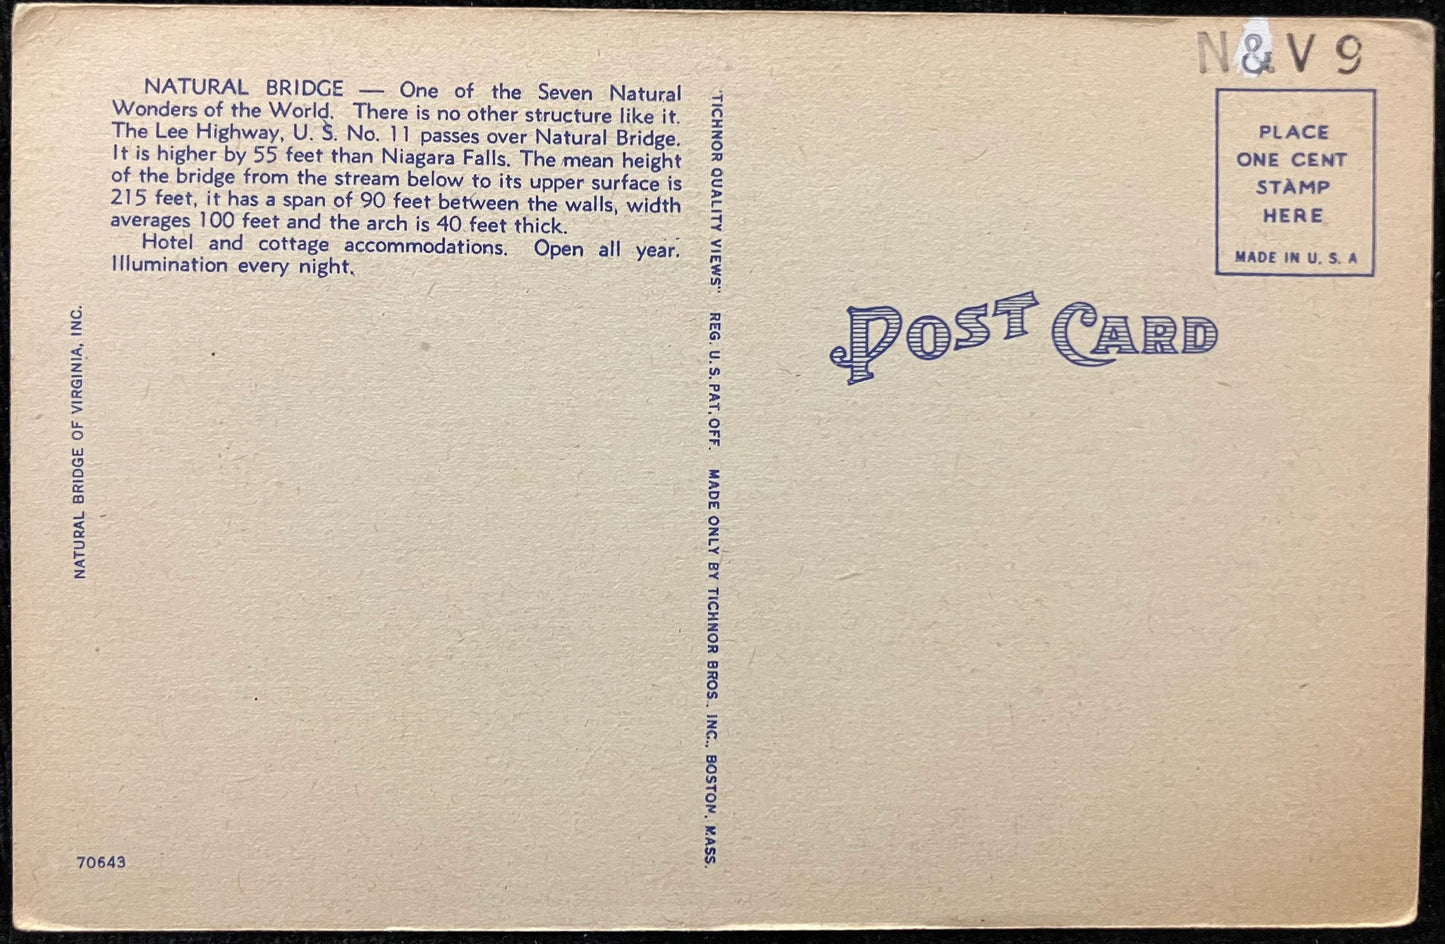 N & V 9
NATURAL BRIDGE — One of the Seven Natural
Wonders of the World. There is no other structure like it.
The Lee Highway, U. S. No. 11 passes over Natural Bridge.
It is higher by 55 feet than Niagara Falls. The mean height
of the bridge from the stream below to its upper surface is
215 feet, it has a span of 90 feet between the walls, width
averages 100 feet and the arch is 40 feet thick.
Hotel and cottage accommodations. Open all year.
Illumination every night.
NATURAL BRIDGE OF VIRGINIA, INC.
70643
"TICHNOR QUALITY VIEWS" REG. U. S. PAT. OFF. MADE ONLY BY TICHNOR BROS., INC., BOSTON, MASS.
PLACE
ONE CENT
STAMP
HERE
MADE IN U. S. A
POST CARD